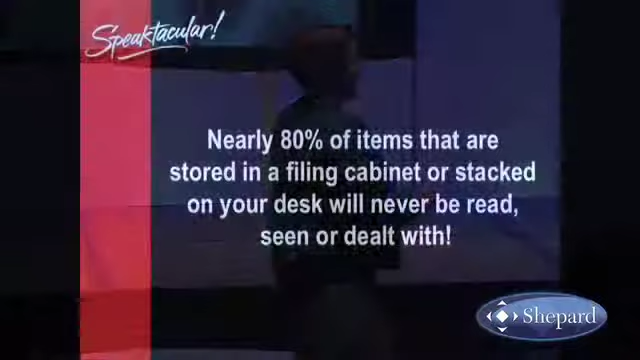 Speaktacular!
Nearly 80% of items that are
stored in a filing cabinet or stacked
on your desk will never be read,
seen or dealt with!
Shepard